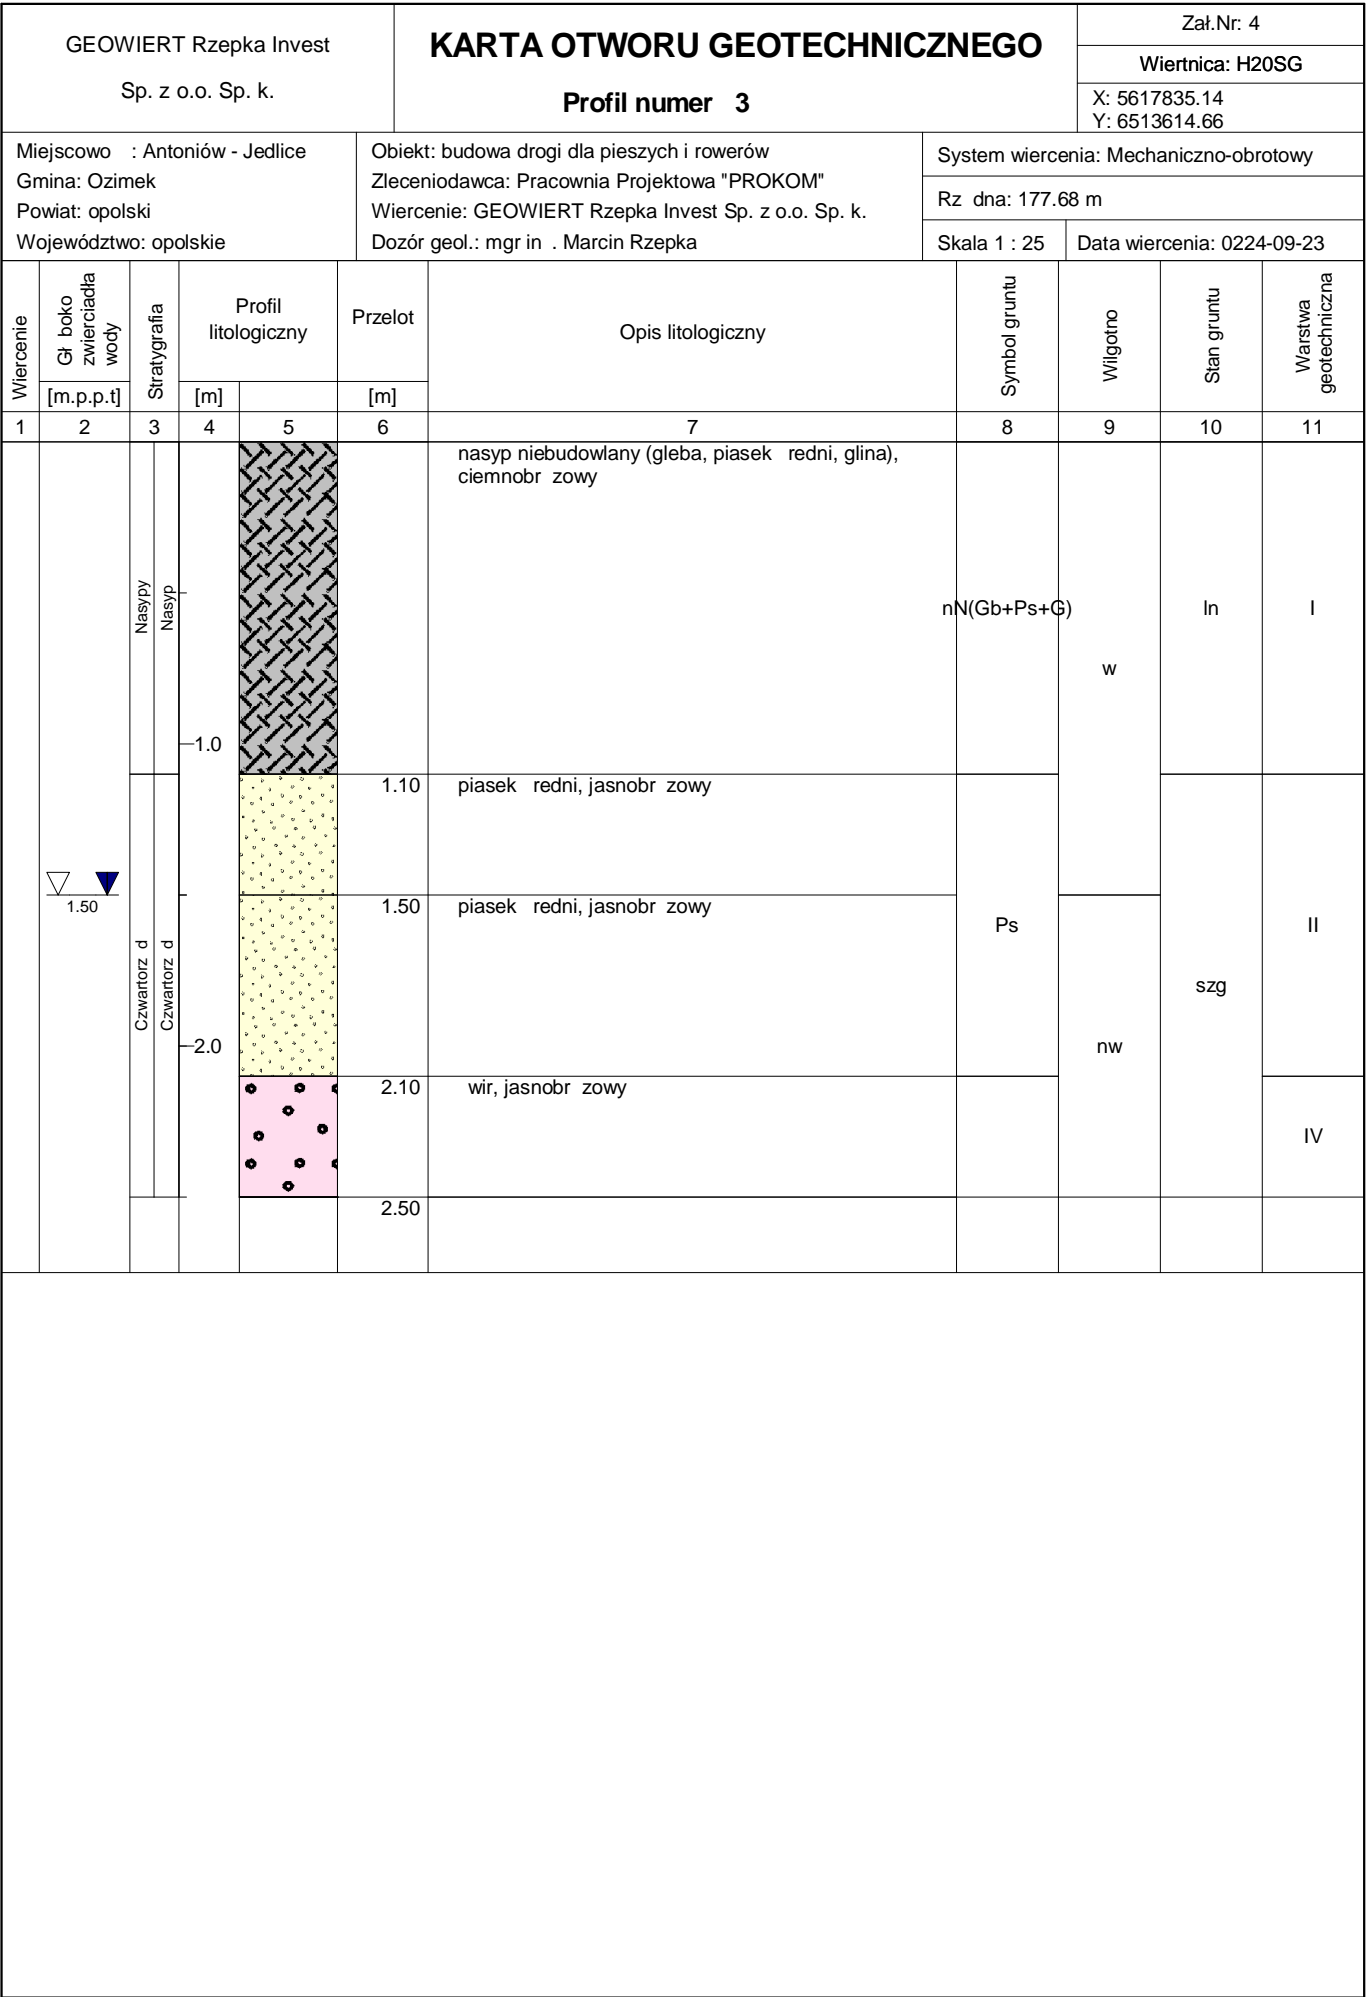 GEOWIERT Rzepka Invest
Sp. z o.o. Sp. k.
KARTA OTWORU GEOTECHNICZNEGO
Profil numer 3
Zał.Nr: 4
Wiertnica: H20SG
X: 5617835.14
Y: 6513614.66
Miejscowo : Antoniów - Jedlice
Gmina: Ozimek
Powiat: opolski
Województwo: opolskie
Obiekt: budowa drogi dla pieszych i rowerów
Zleceniodawca: Pracownia Projektowa "PROKOM"
Wiercenie: GEOWIERT Rzepka Invest Sp. z o.o. Sp. k.
Dozór geol.: mgr in . Marcin Rzepka
System wiercenia: Mechaniczno-obrotowy
Rz dna: 177.68 m
Skala 1 : 25
Data wiercenia: 0224-09-23
Wiercenie
Gł boko
zwierciadła
wody
[m.p.p.t]
Stratygrafia
Profil
litologiczny
[m]
Przelot
[m]
Opis litologiczny
Symbol gruntu
Wilgotno
Stan gruntu
Warstwa
geotechniczna
1 2 3 4 5 6 7 8 9 10 11
nasyp niebudowlany (gleba, piasek redni, glina),
ciemnobr zowy
Nasypy
Nasyp
nN(Gb+Ps+G)
ln
I
w
1.0
1.10 piasek redni, jasnobr zowy
1.50
1.50 piasek redni, jasnobr zowy
Ps
II
Czwartorz d
Czwartorz d
szg
2.0
nw
2.10 wir, jasnobr zowy
IV
2.50